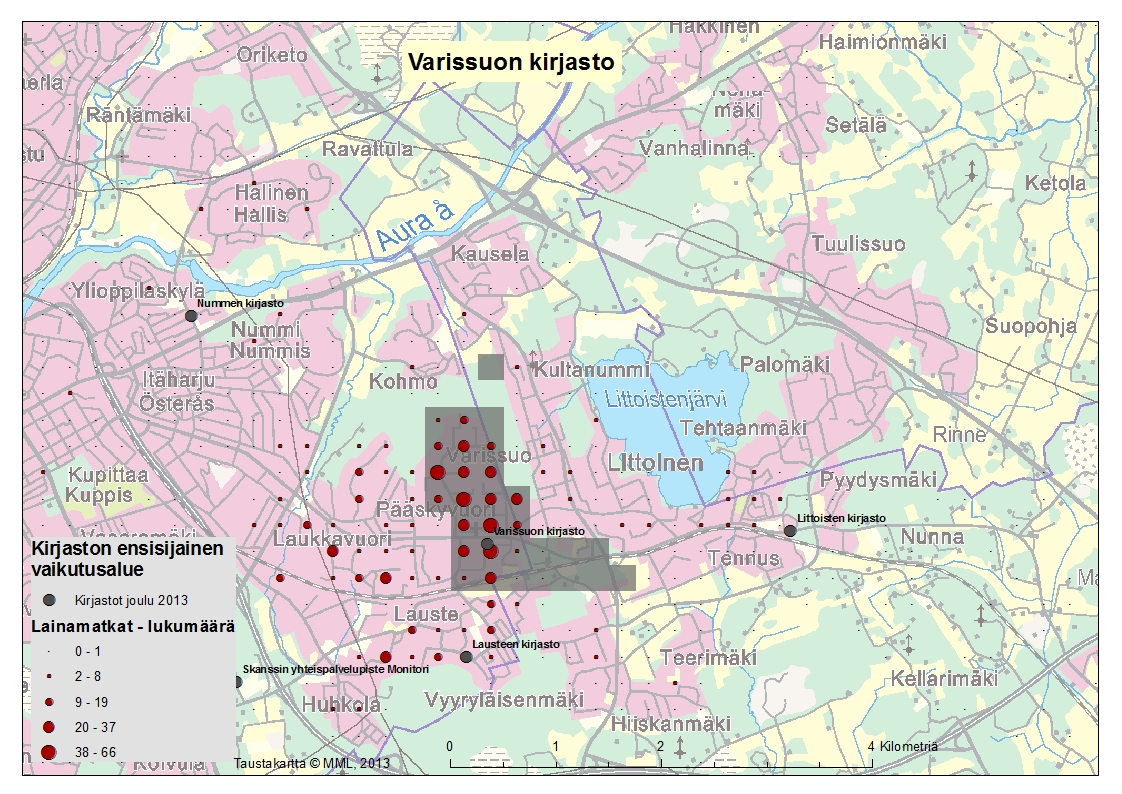 Hakkinen
Oriketo
Haimionmäki
Varissuon kirjasto
mäki
Räntämäki
Setälä
Ravattula
Vanhalinna
Ketola
Halinen
Hallis
Aura å
Kausela
Tuulissuo
Ylioppilaskylä
Nummen kirjasto
Nummi
Nummis
Suopohja
Kultanummi
Palomäki
Kohmo
Itäharju
Österås
Littoistenjärvi
Tehtaanmäki
Rinne
Varissuo
Littoinen
Kupittaa
Kuppis
Pyydysmäki
Pääskyvuori
Littoisten kirjasto
Varissuon kirjasto
Laukkavuori
Nunna
Tennus
Kirjaston ensisijainen
vaikutusalue
Kirjastot joulu 2013
Lainamatkat - lukumäärä
0 - 1
2 - 8
9 - 19
20 - 37
38 - 66
Lauste
Lausteen kirjasto
Teerimäki
Skanssin yhteispalvelupiste Monitori
Kellarimäki
Huhkola
Vyyryläisenmäki
Hiiskanmäki
0 1 2 4 Kilometriä
Koivula
Taustakartta © MML, 2013